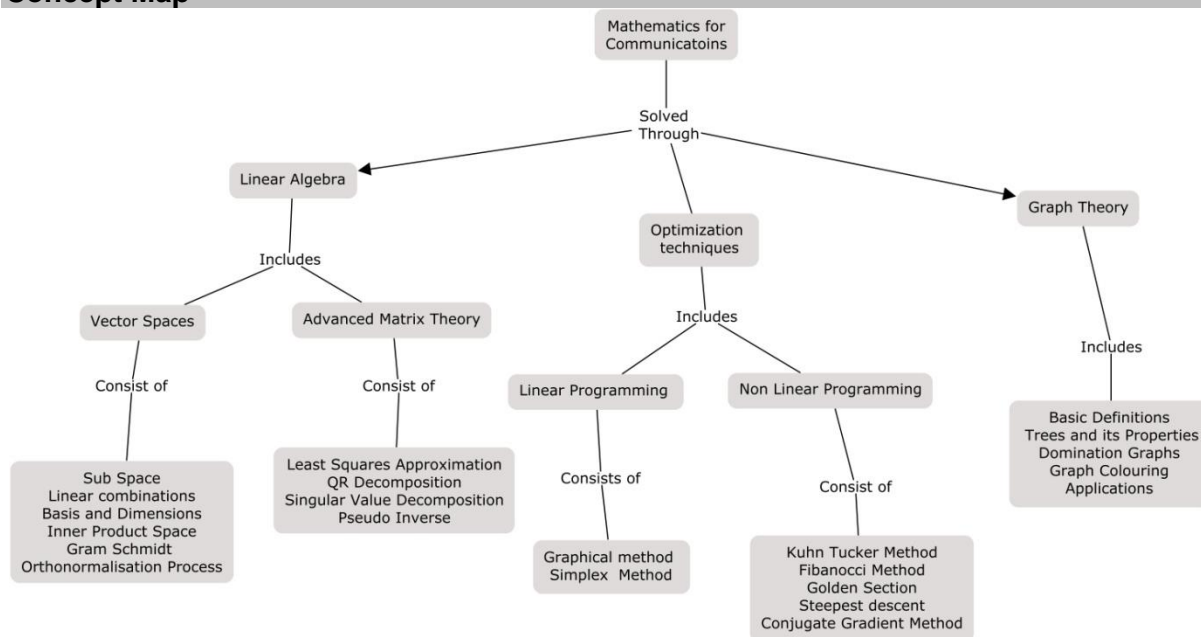 Concept Map
Mathematics for
Communicatoins
Solved
Through
Linear Algebra
Optimization
techniques
Graph Theory
Includes
Vector Spaces
Advanced Matrix Theory
Includes
Includes
Consist of
Consist of
Linear Programming
Non Linear Programming
Sub Space
Linear combinations
Basis and Dimensions
Inner Product Space
Gram Schmidt
Orthonormalisation Process
Least Squares Approximation
QR Decomposition
Singular Value Decomposition
Pseudo Inverse
Consists of
Consist of
Basic Definitions
Trees and its Properties
Domination Graphs
Graph Colouring
Applications
Graphical method
Simplex Method
Kuhn Tucker Method
Fibanocci Method
Golden Section
Steepest descent
Conjugate Gradient Method